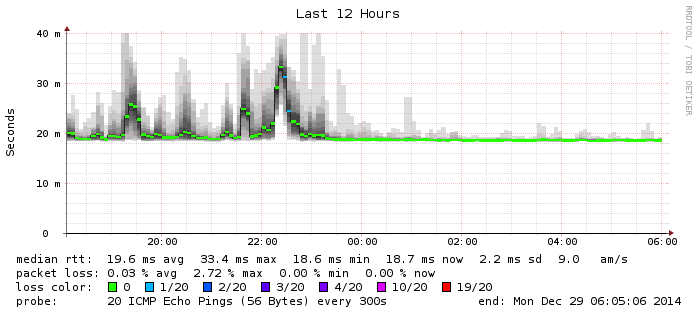 Last 12 Hours
RRDTOOL / TOBI OETIKER
Seconds
40 m
30 m
20 m
10 m
0
20:00 22:00 00:00 02:00 04:00 06:00
median rtt: 19.6 ms avg 33.4 ms max 18.6 ms min 18.7 ms now 2.2 ms sd 9.0 am/s
packet loss: 0.03 % avg 2.72 % max 0.00 % min 0.00 % now
loss color: 0 1/20 2/20 3/20 4/20 10/20 19/20
probe: 20 ICMP Echo Pings (56 Bytes) every 300s end: Mon Dec 29 06:05:06 2014